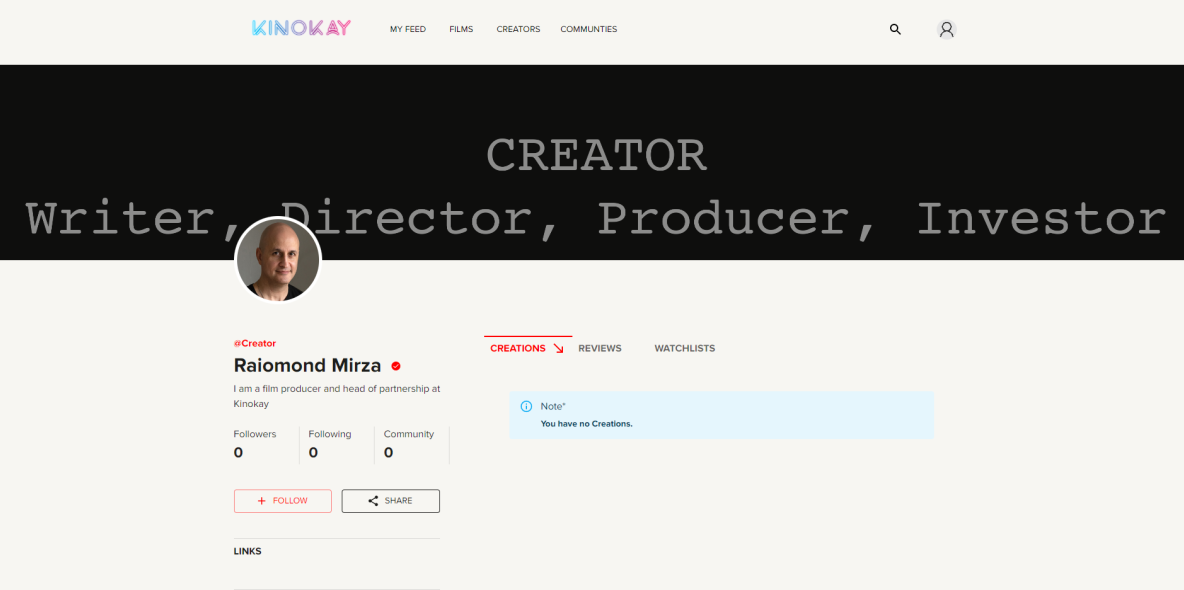 KINOKAY MY FEED FILMS CREATORS COMMUNTIES
CREATOR
Writer, Director, Producer, Investor
@Creator
Raiomond Mirza
I am a film producer and head of partnership at
Kinokay
Followers Following Community
0 0 0
+ FOLLOW SHARE
LINKS
CREATIONS REVIEWS WATCHLISTS
Note*
You have no Creations.